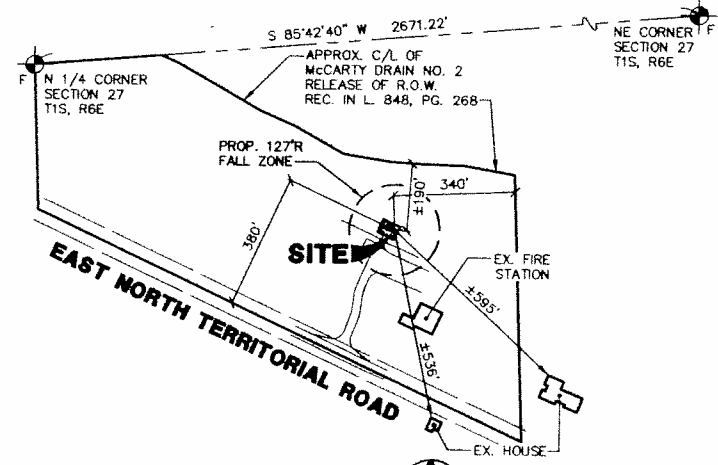 S 85°42'40" W 2671.22'
NE CORNER
SECTION 27
T1S, R6E
F
F
N 1/4 CORNER
SECTION 27
T1S, R6E
APPROX. C/L OF
McCARTY DRAIN NO. 2
RELEASE OF R.O.W.
REC. IN L. 848, PG. 268
PROP. 127'R
FALL ZONE
340'
±190'
380'
SITE
EX. FIRE
STATION
±595'
±536'
EAST NORTH TERRITORIAL ROAD
EX. HOUSE